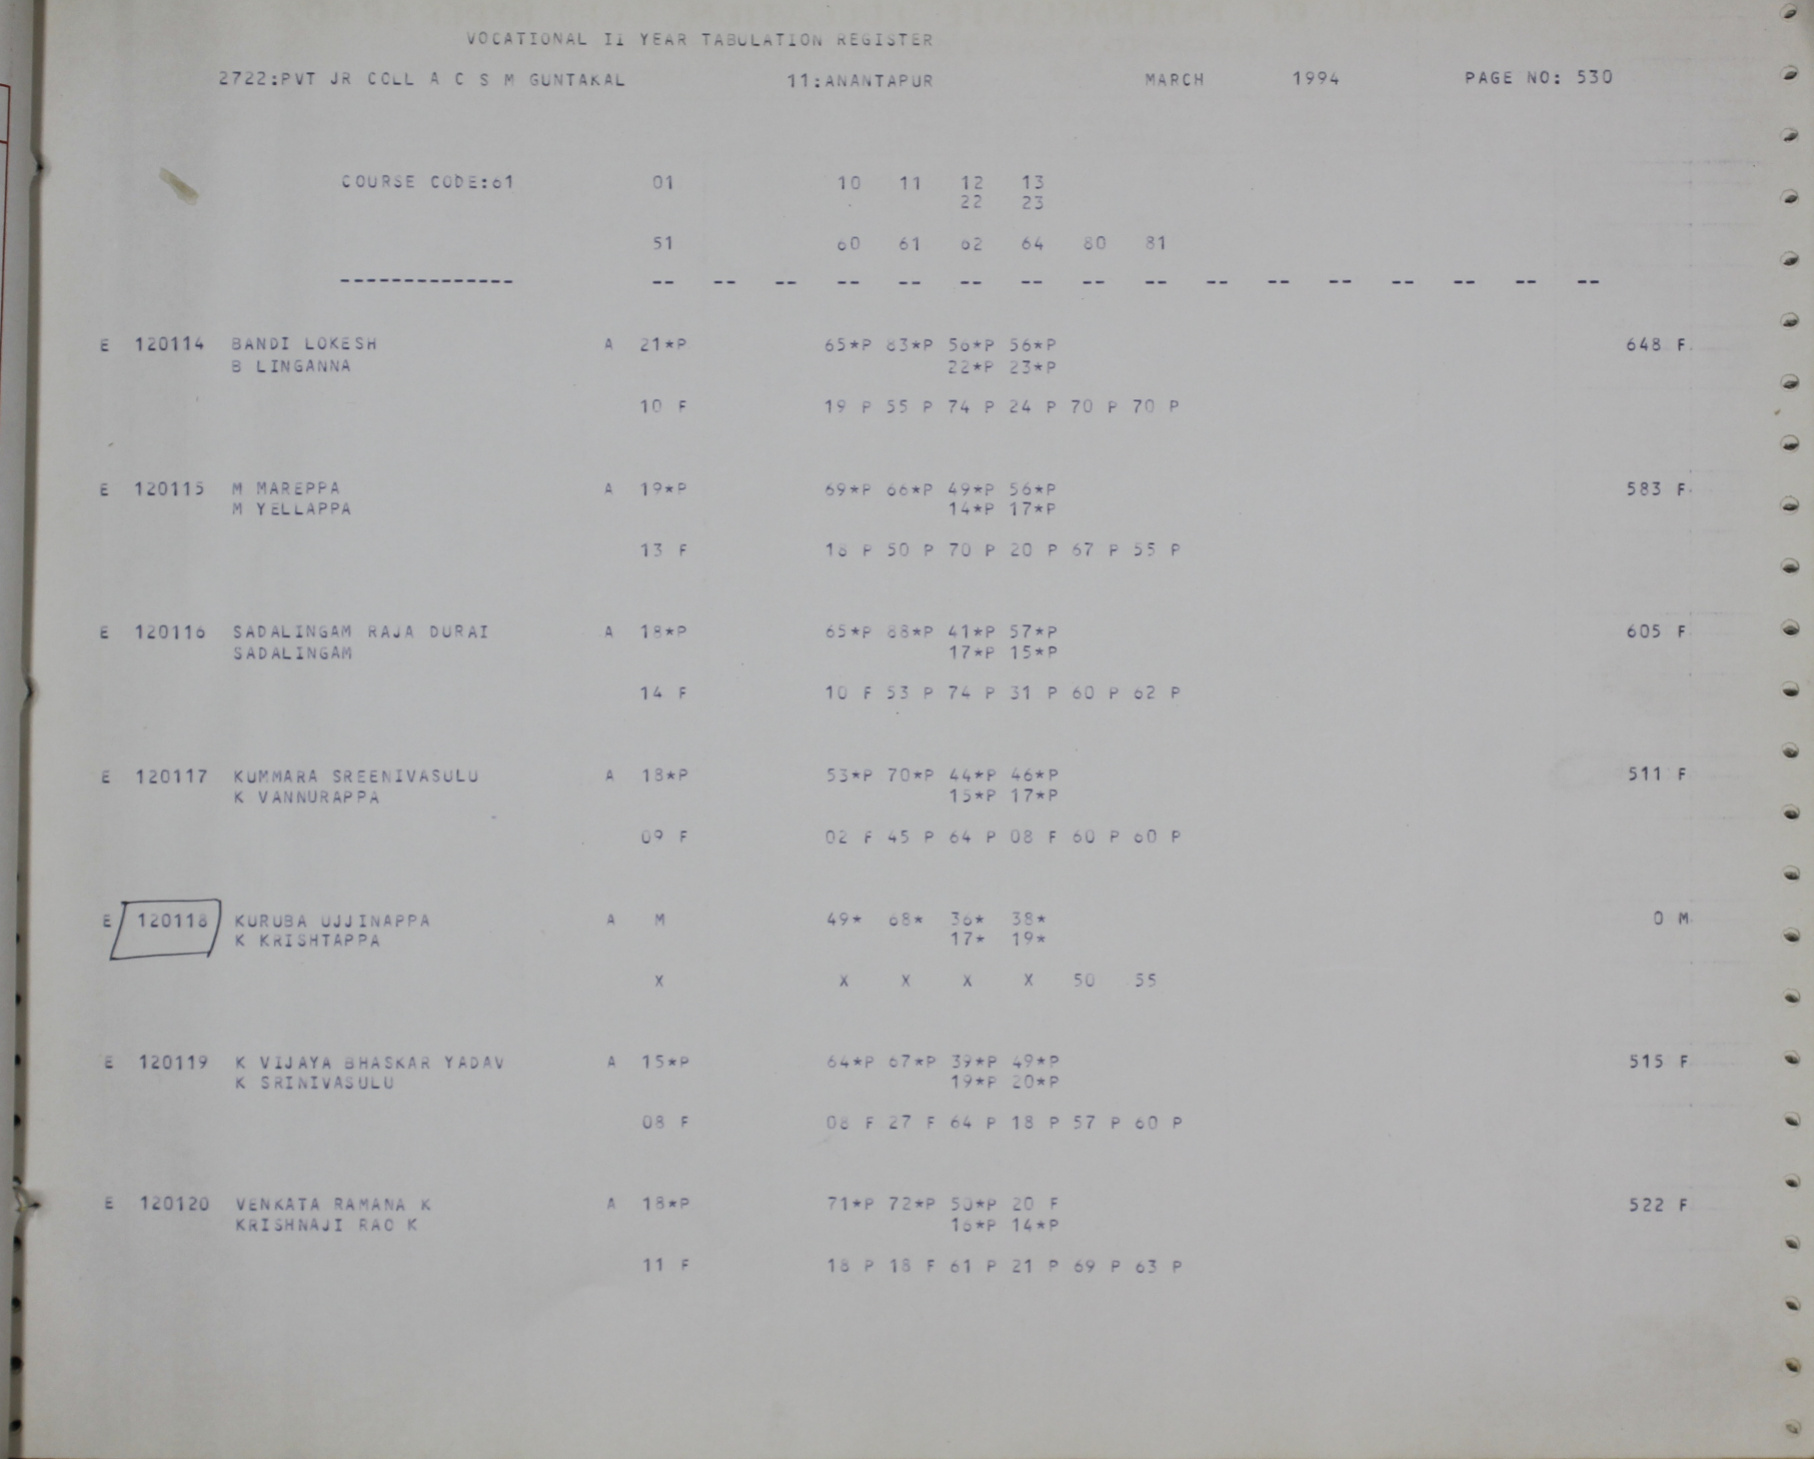 VOCATIONAL II YEAR TABULATION REGISTER
2722:PVT JR COLL A C S M GUNTAKAL 11:ANANTAPUR MARCH 1994 PAGE NO: 530
COURSE CODE:61 01 10 11 12 13
22 23
51 60 61 62 64 80 81
-------------- -- -- -- -- -- -- -- -- -- -- -- -- -- -- -- --
E 120114 BANDI LOKESH A 21*P 65*P 83*P 56*P 56*P 648 F
B LINGANNA 22*P 23*P
10 F 19 P 55 P 74 P 24 P 70 P 70 P
E 120115 M MAREPPA A 19*P 69*P 66*P 49*P 56*P 583 F
M YELLAPPA 14*P 17*P
13 F 18 P 50 P 70 P 20 P 67 P 55 P
E 120116 SADALINGAM RAJA DURAI A 18*P 65*P 88*P 41*P 57*P 605 F
SADALINGAM 17*P 15*P
14 F 10 F 53 P 74 P 31 P 60 P 62 P
E 120117 KUMMARA SREENIVASULU A 18*P 53*P 70*P 44*P 46*P 511 F
K VANNURAPPA 15*P 17*P
09 F 02 F 45 P 64 P 08 F 60 P 60 P
E 120118 KURUBA UJJINAPPA A M 49* 68* 36* 38* 0 M
K KRISHTAPPA 17* 19*
X X X X X 50 55
E 120119 K VIJAYA BHASKAR YADAV A 15*P 64*P 67*P 39*P 49*P 515 F
K SRINIVASULU 19*P 20*P
08 F 08 F 27 F 64 P 18 P 57 P 60 P
E 120120 VENKATA RAMANA K A 18*P 71*P 72*P 50*P 20 F 522 F
KRISHNAJI RAO K 16*P 14*P
11 F 18 P 18 F 61 P 21 P 69 P 63 P